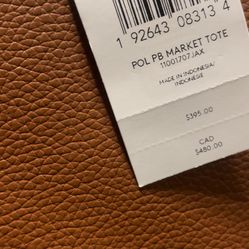 1 92643 08313 4
POL PB MARKET TOTE
11001707JAX
MADE IN INDONESIA/
INDONESIE
$395.00
CAD
$480.00